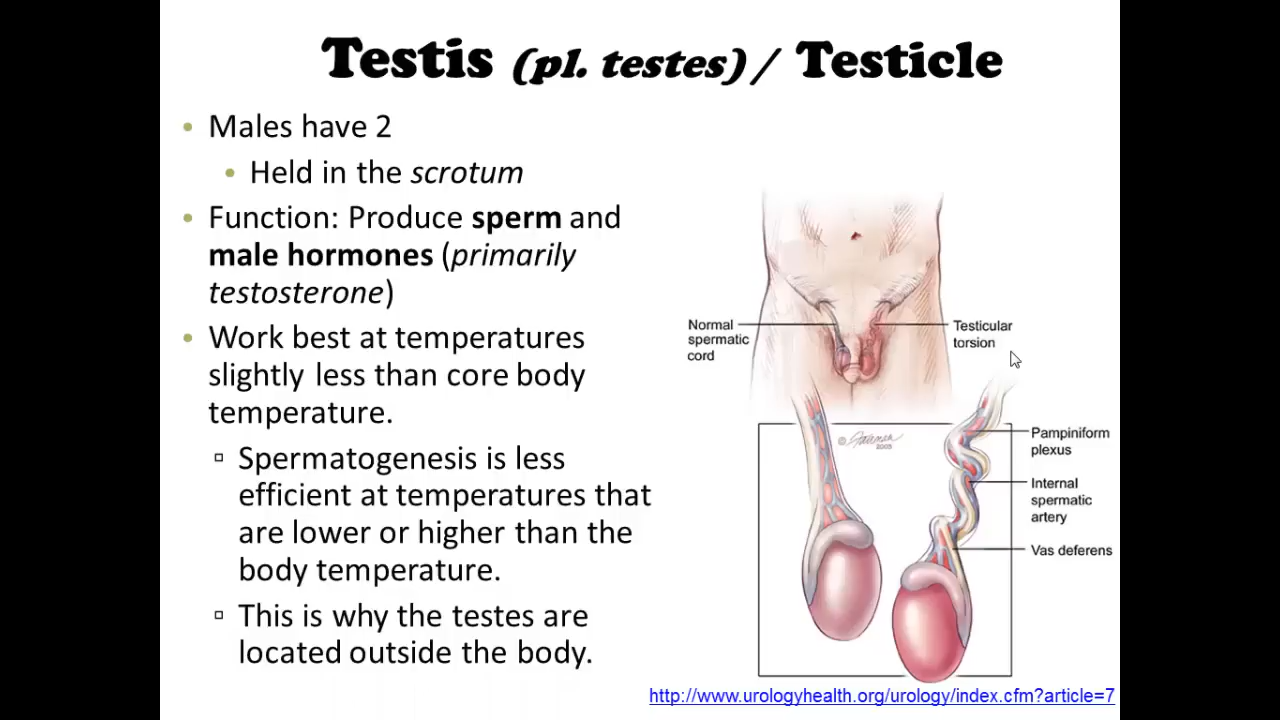 Testis (pl. testes) / Testicle
• Males have 2
• Held in the scrotum
• Function: Produce sperm and
male hormones (primarily
testosterone)
• Work best at temperatures
slightly less than core body
temperature.
▫ Spermatogenesis is less
efficient at temperatures that
are lower or higher than the
body temperature.
▫ This is why the testes are
located outside the body.
Normal
spermatic
cord
Testicular
torsion
©
2005
Pampiniform
plexus
Internal
spermatic
artery
Vas deferens
http://www.urologyhealth.org/urology/index.cfm?article=7